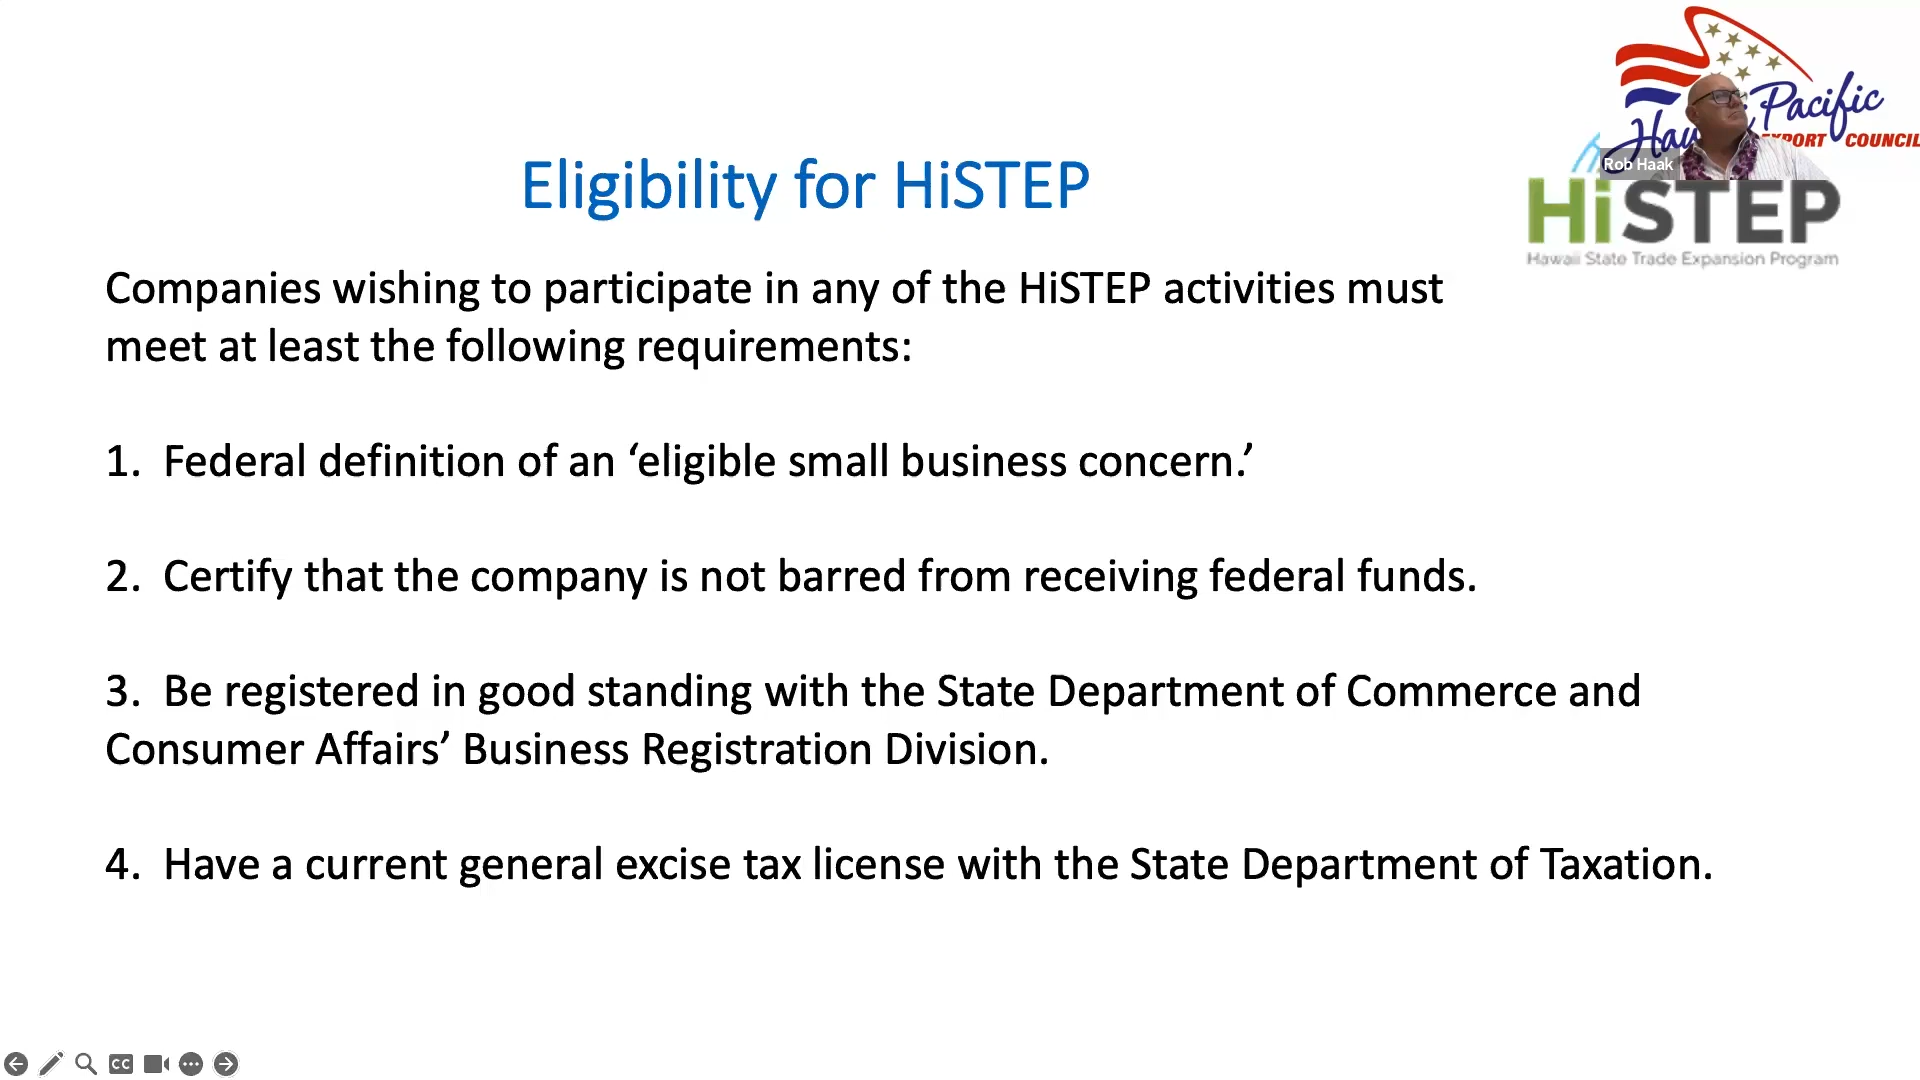 Pacific
EXPORT COUNCIL
Rob Haak
HiSTEP
Hawaii State Trade Expansion Program
Eligibility for HiSTEP
Companies wishing to participate in any of the HiSTEP activities must
meet at least the following requirements:
1. Federal definition of an ‘eligible small business concern.’
2. Certify that the company is not barred from receiving federal funds.
3. Be registered in good standing with the State Department of Commerce and
Consumer Affairs’ Business Registration Division.
4. Have a current general excise tax license with the State Department of Taxation.
CC